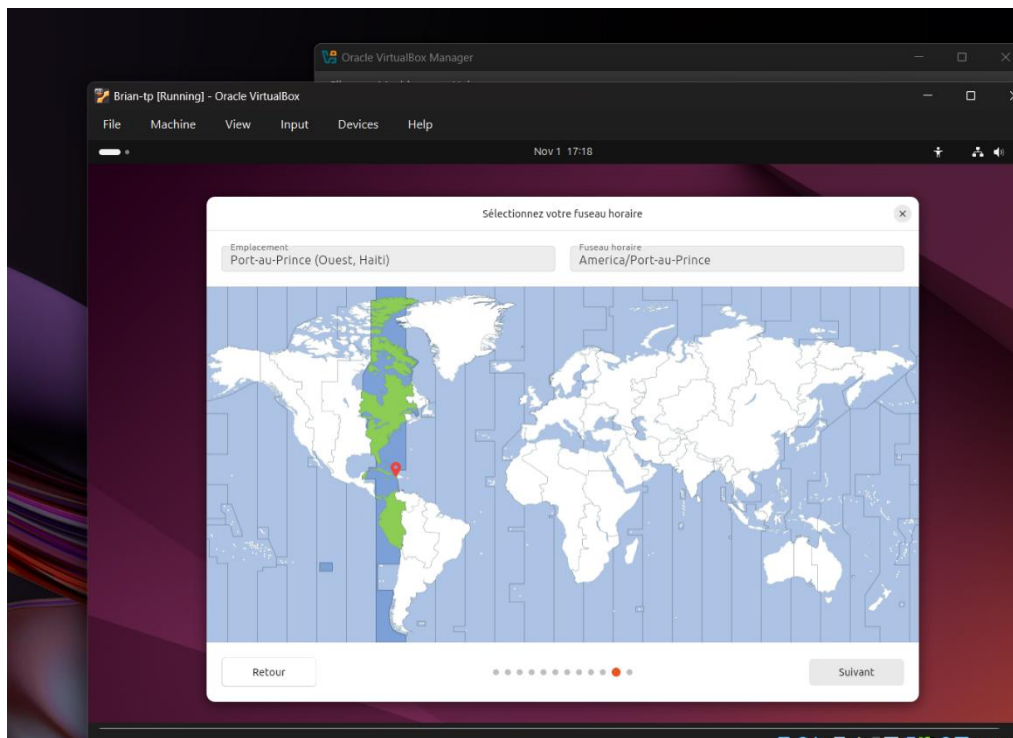 Oracle VirtualBox Manager
Brian-tp [Running] - Oracle VirtualBox
File Machine View Input Devices Help
Nov 1 17:18
Sélectionnez votre fuseau horaire
Emplacement
Port-au-Prince (Ouest, Haiti)
Fuseau horaire
America/Port-au-Prince
Retour
Suivant